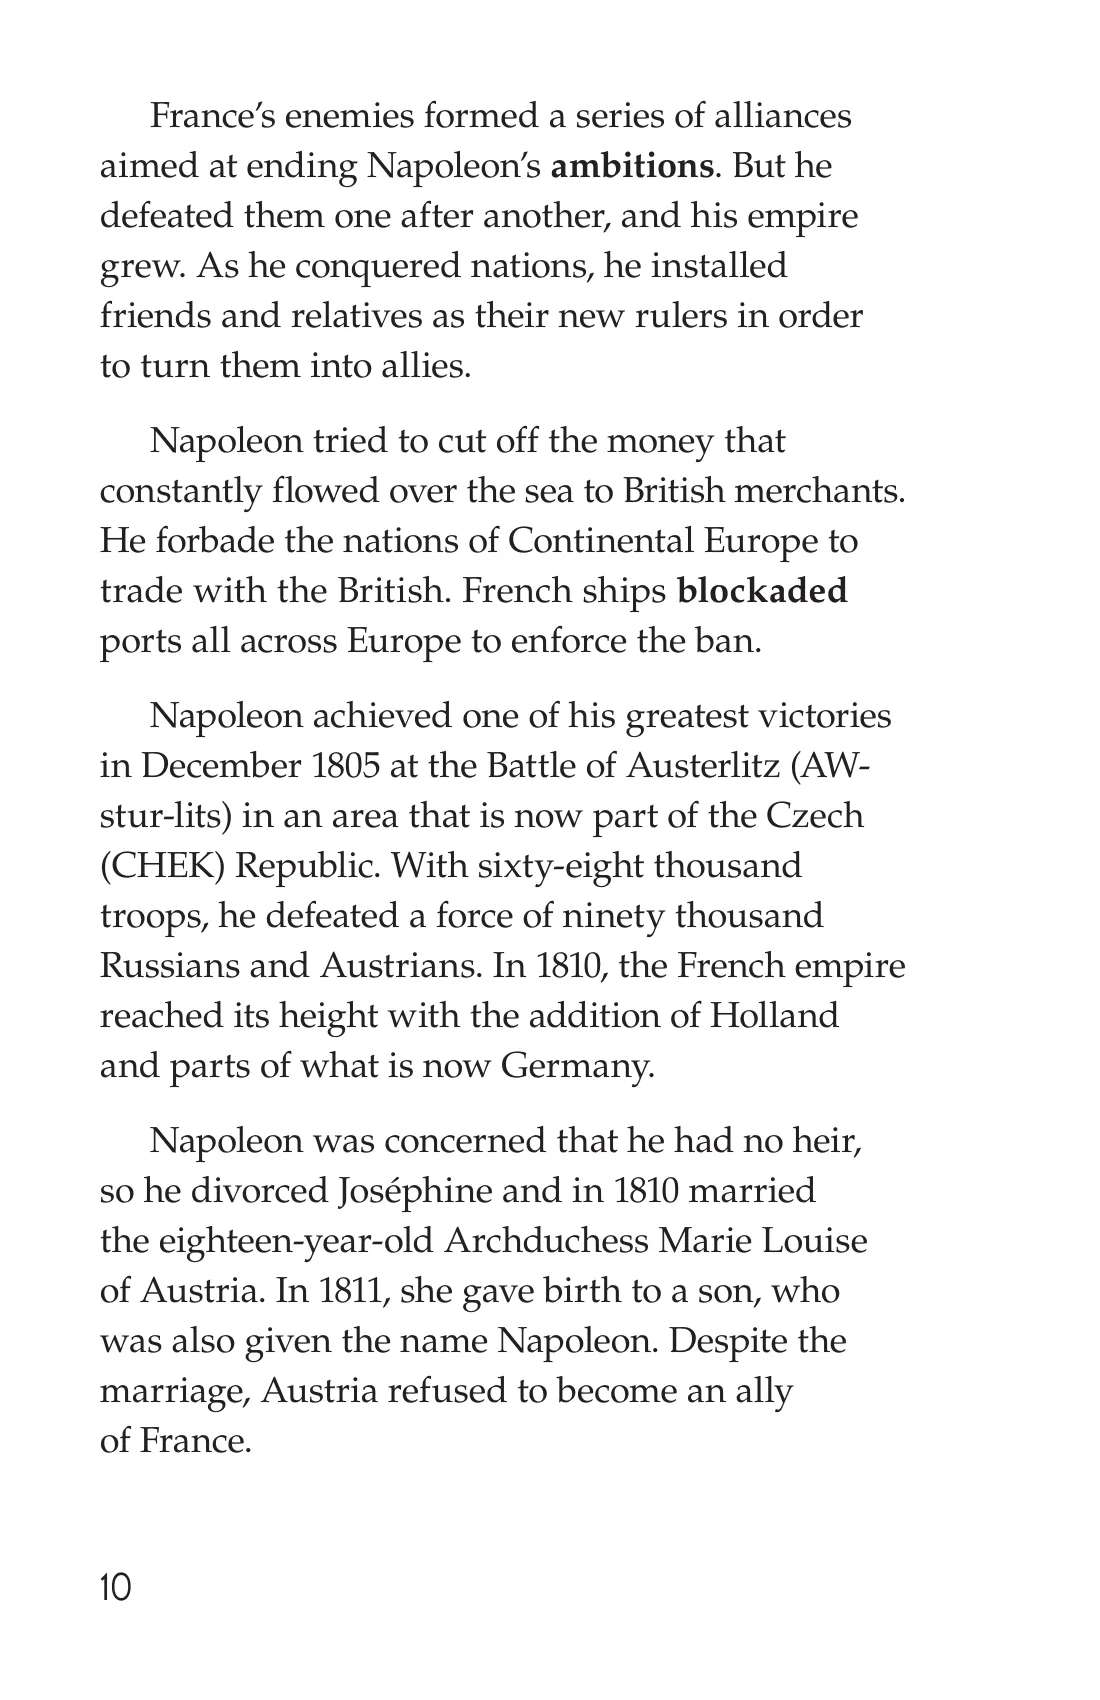 France’s enemies formed a series of alliances
aimed at ending Napoleon’s ambitions. But he
defeated them one after another, and his empire
grew. As he conquered nations, he installed
friends and relatives as their new rulers in order
to turn them into allies.
Napoleon tried to cut off the money that
constantly flowed over the sea to British merchants.
He forbade the nations of Continental Europe to
trade with the British. French ships blockaded
ports all across Europe to enforce the ban.
Napoleon achieved one of his greatest victories
in December 1805 at the Battle of Austerlitz (AW-
stur-lits) in an area that is now part of the Czech
(CHEK) Republic. With sixty-eight thousand
troops, he defeated a force of ninety thousand
Russians and Austrians. In 1810, the French empire
reached its height with the addition of Holland
and parts of what is now Germany.
Napoleon was concerned that he had no heir,
so he divorced Joséphine and in 1810 married
the eighteen-year-old Archduchess Marie Louise
of Austria. In 1811, she gave birth to a son, who
was also given the name Napoleon. Despite the
marriage, Austria refused to become an ally
of France.
10